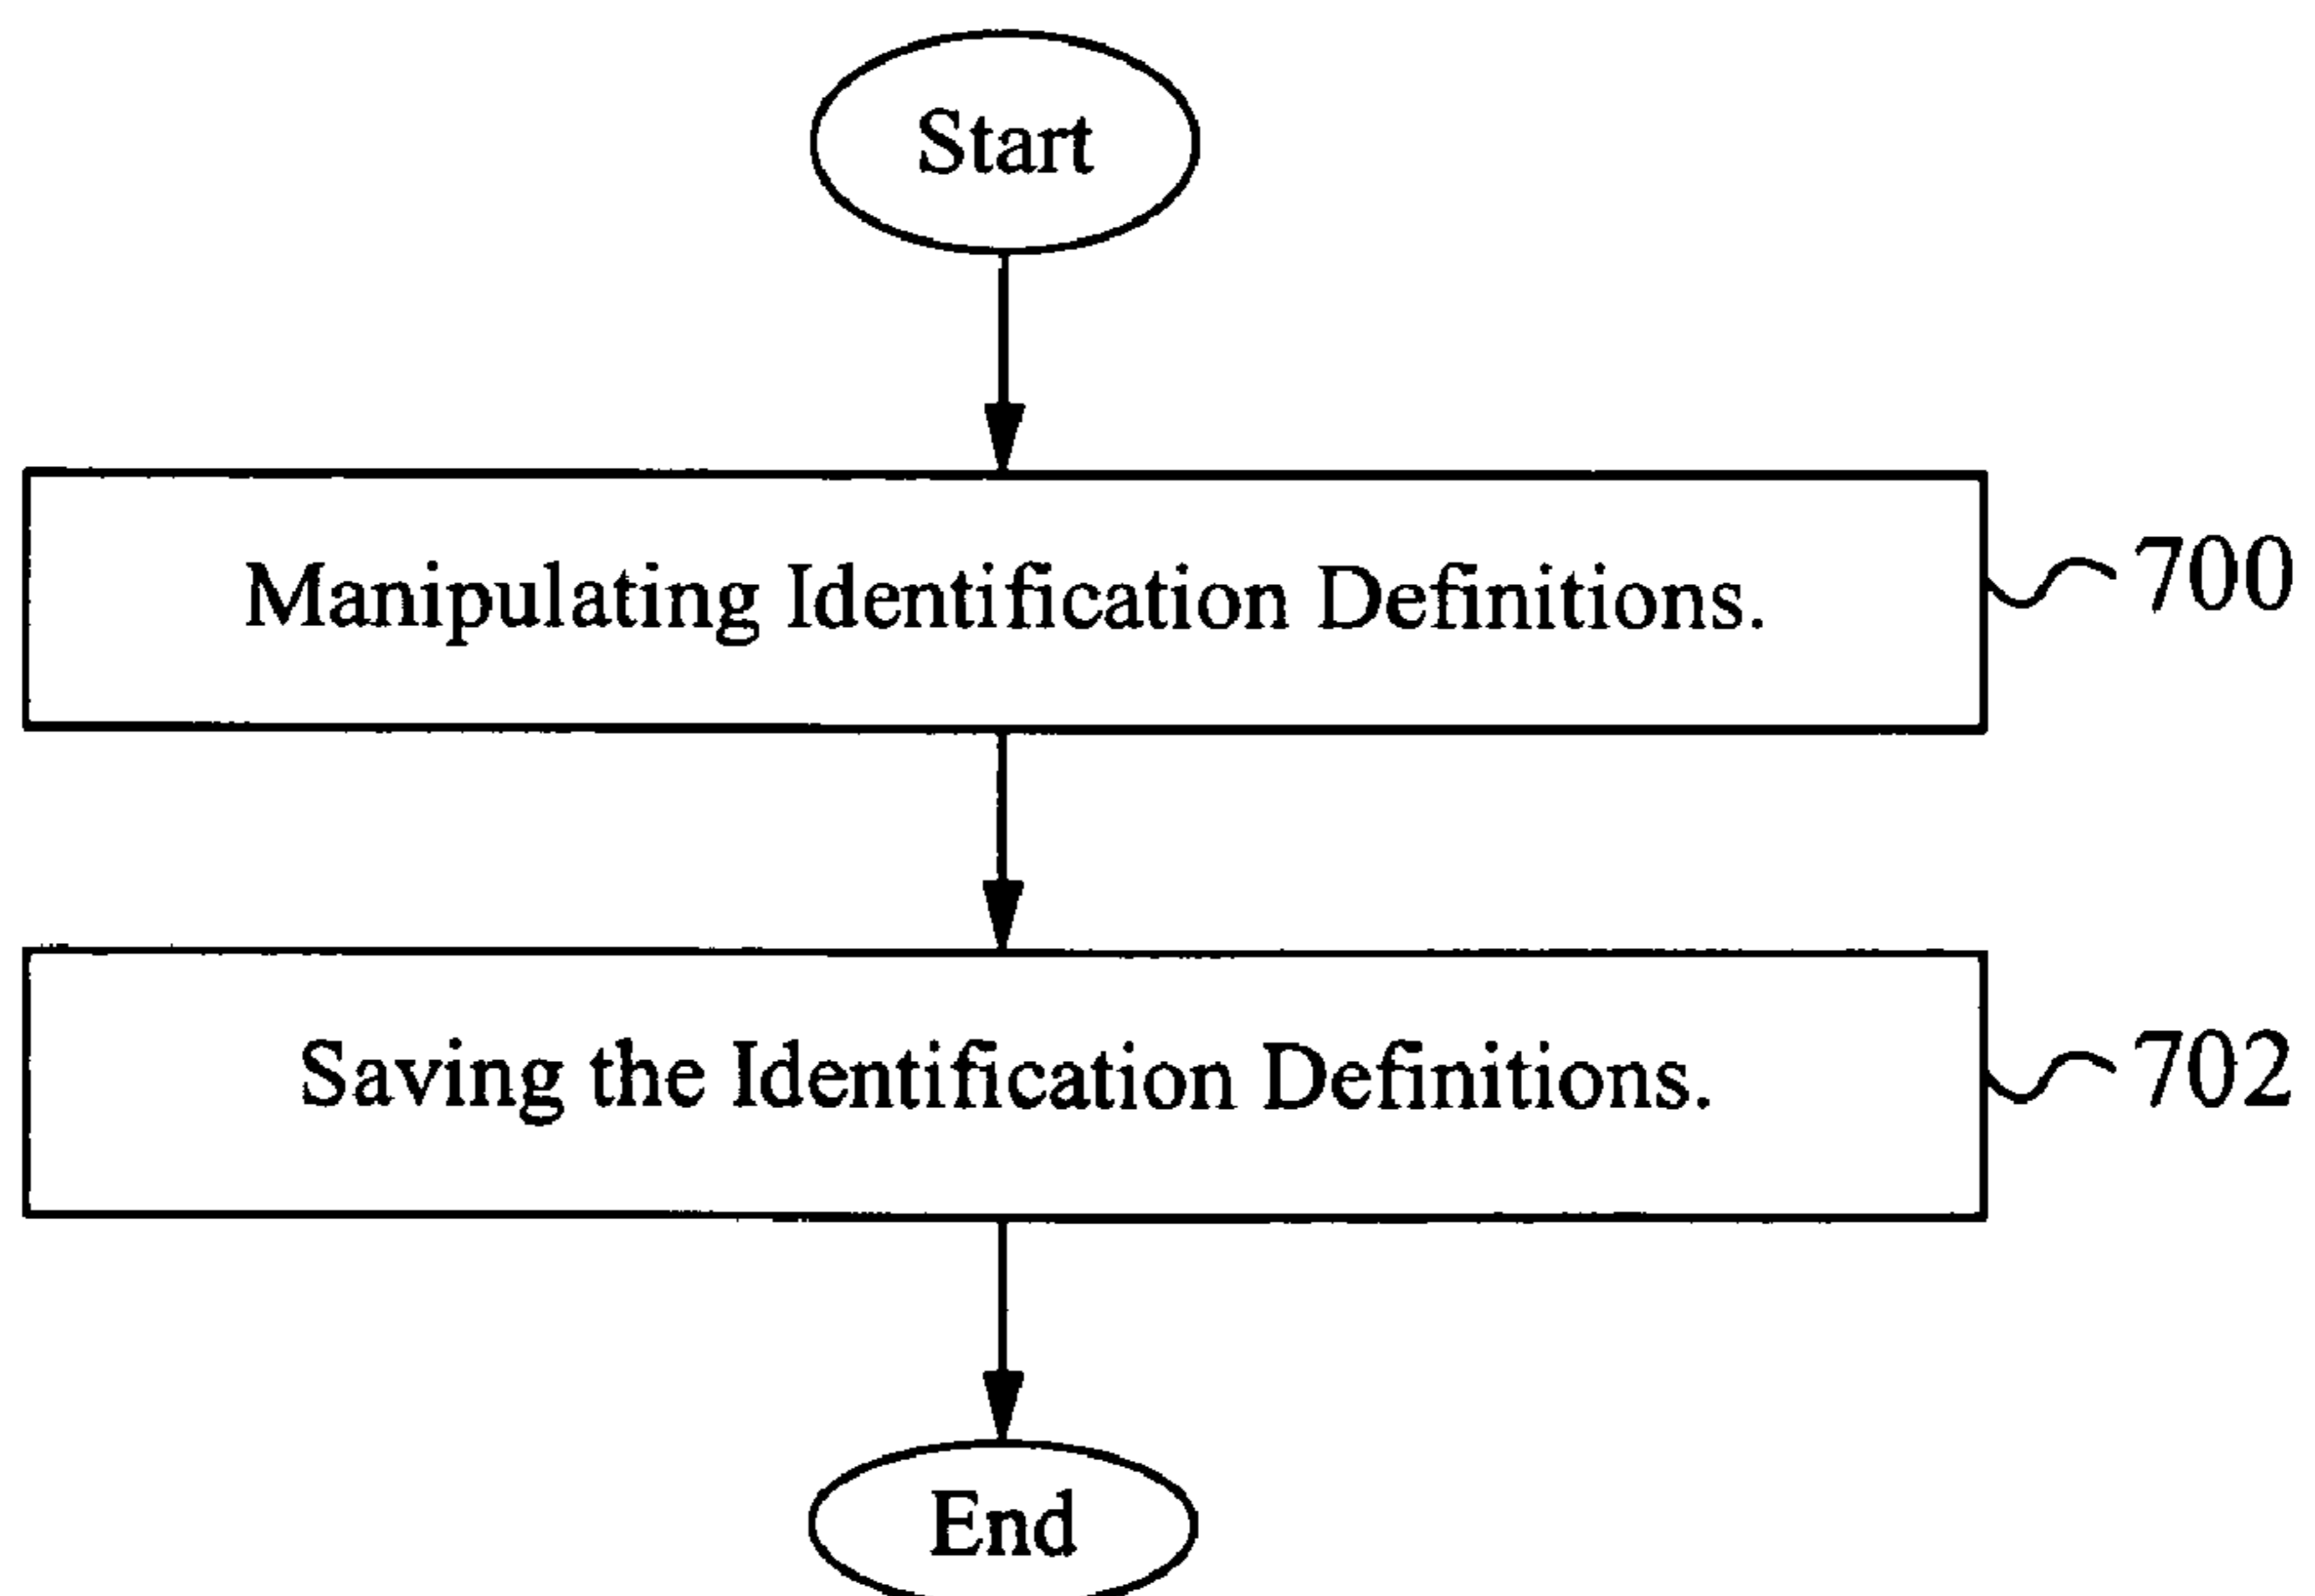 Start
Manipulating Identification Definitions.
700
Saving the Identification Definitions.
702
End